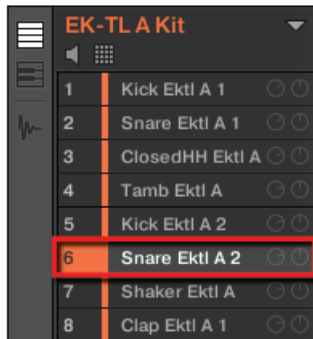 EK-TL A Kit
1 Kick Ektl A 1
2 Snare Ektl A 1
3 ClosedHH Ektl A
4 Tamb Ektl A
5 Kick Ektl A 2
6 Snare Ektl A 2
7 Shaker Ektl A
8 Clap Ektl A 1